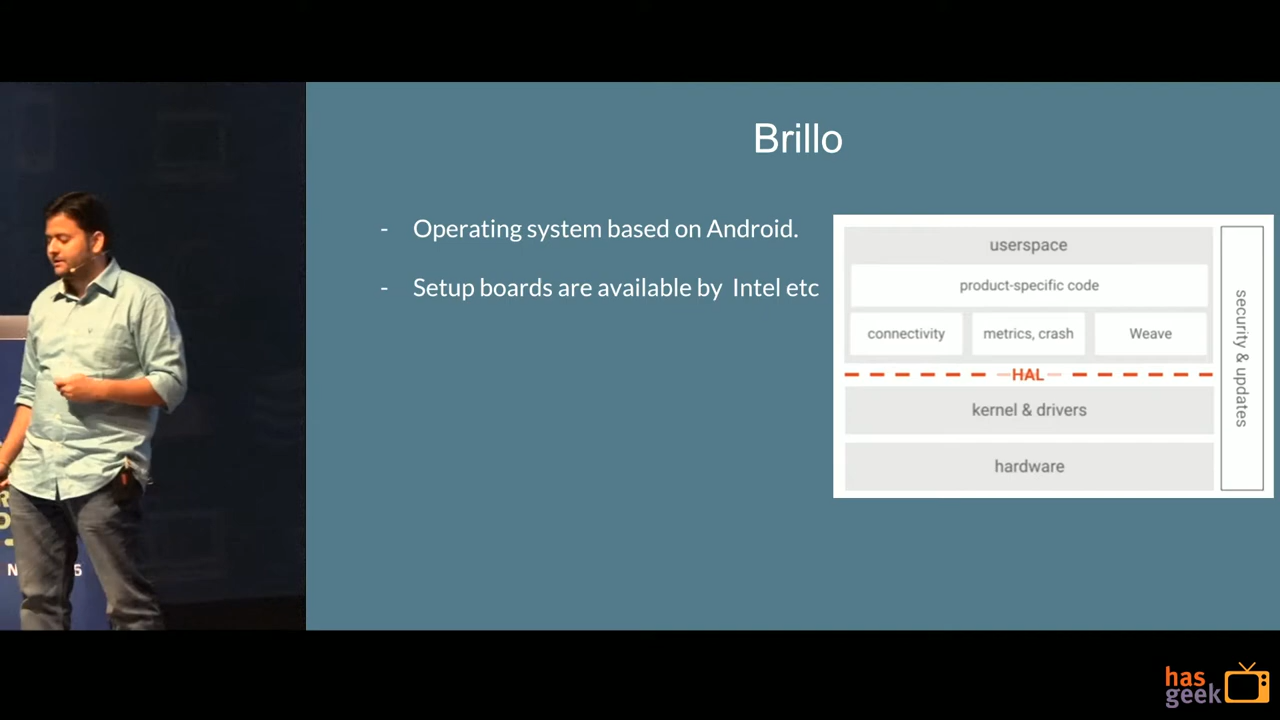 Brillo
- Operating system based on Android.
- Setup boards are available by Intel etc
userspace
product-specific code
connectivity
metrics, crash
Weave
HAL
kernel & drivers
hardware
security & updates
has
geek